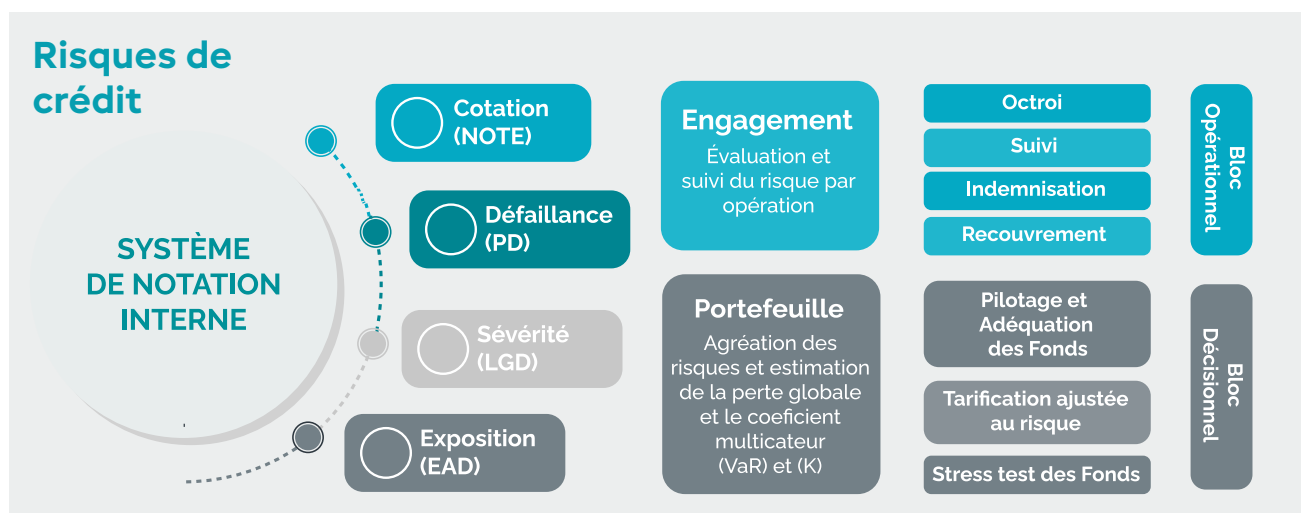 Risques de
crédit
SYSTÈME
DE NOTATION
INTERNE
Cotation
(NOTE)
Défaillance
(PD)
Sévérité
(LGD)
Exposition
(EAD)
Engagement
Évaluation et
suivi du risque par
opération
Portefeuille
Agréation des
risques et estimation
de la perte globale
et le coeficient
multicateur
(VaR) et (K)
Octroi
Suivi
Indemnisation
Recouvrement
Pilotage et
Adéquation
des Fonds
Tarification ajustée
au risque
Stress test des Fonds
Bloc
Opérationnel
Bloc
Décisionnel